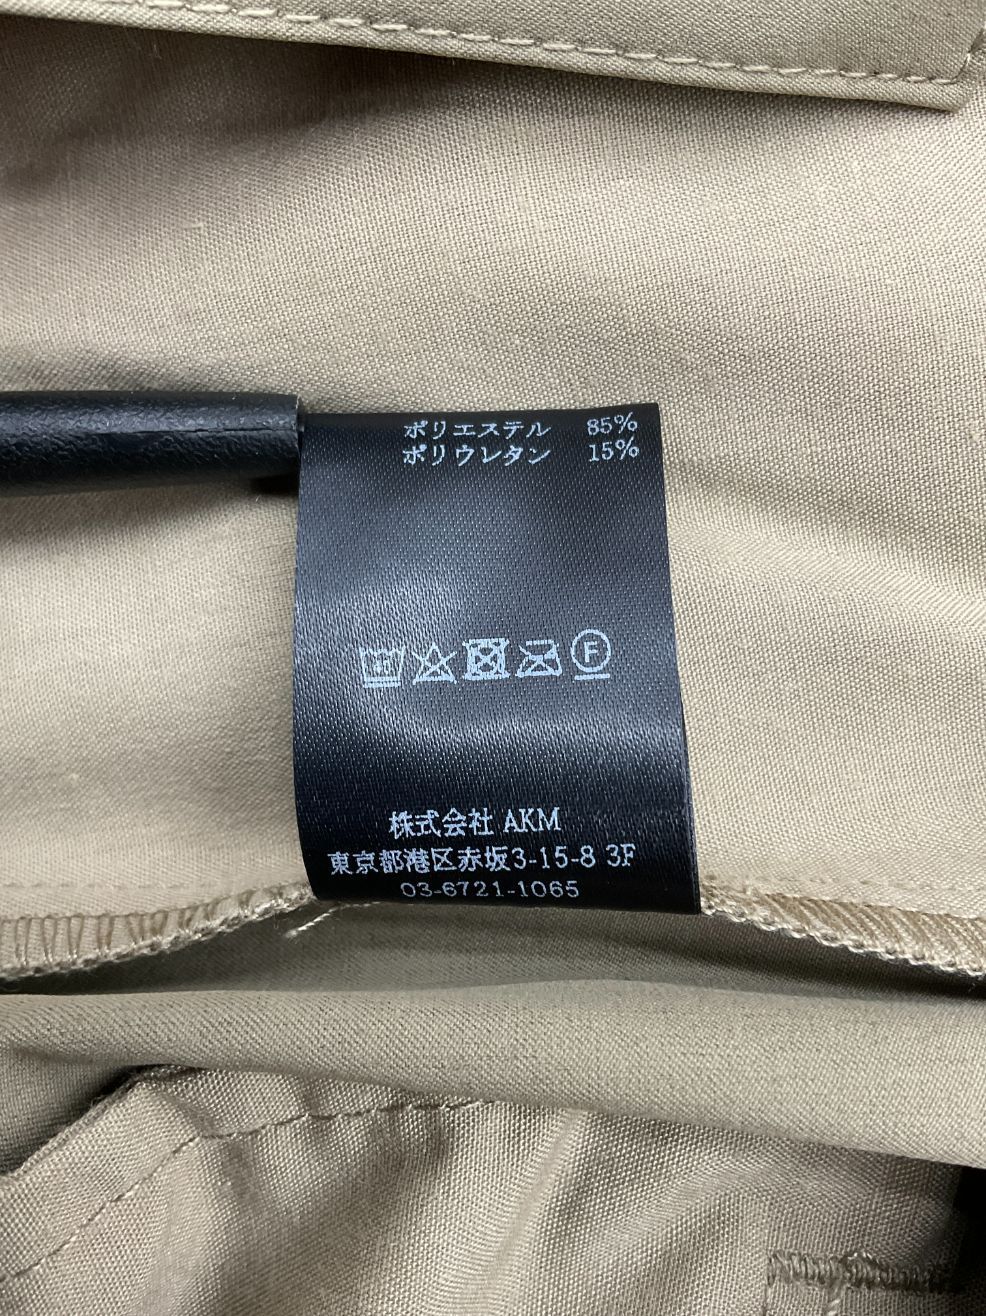 ポリエステル 85%
ポリウレタン 15%
F
株式会社 AKM
東京都港区赤坂3-15-8 3F
03-6721-1065